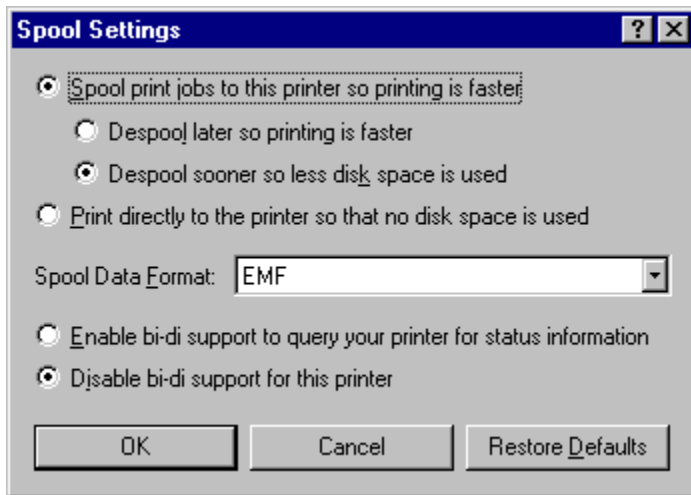 Spool Settings
Spool print jobs to this printer so printing is faster
Despool later so printing is faster
Despool sooner so less disk space is used
Print directly to the printer so that no disk space is used
Spool Data Format: EMF
Enable bi-di support to query your printer for status information
Disable bi-di support for this printer
OK Cancel Restore Defaults